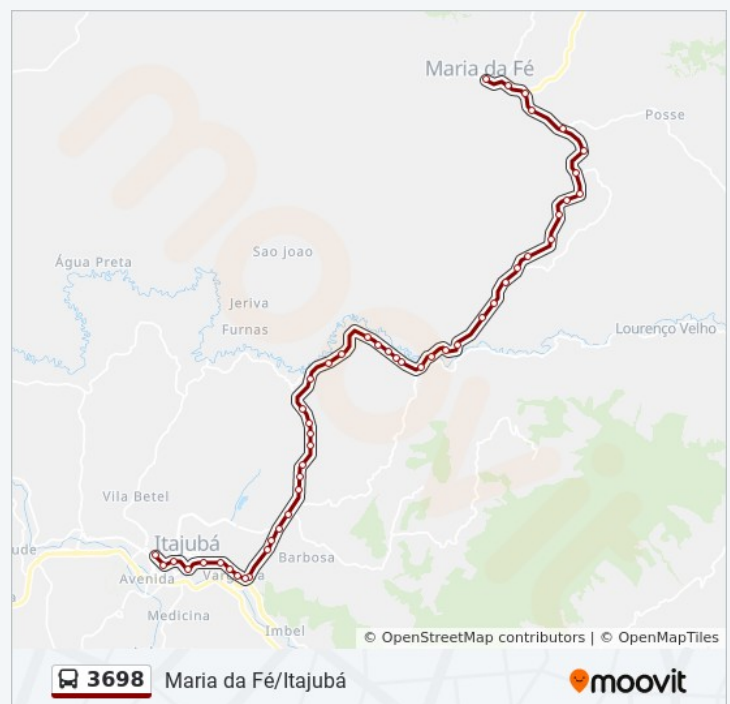 Maria da Fé
Posse
Sao Joao
Água Preta
Jeriva
Furnas
Lourenço Velho
Vila Betel
Itajubá
Barbosa
Avenida
Medicina
Imbel
© OpenStreetMap contributors | © OpenMapTiles
3698 Maria da Fé/Itajubá
moovit